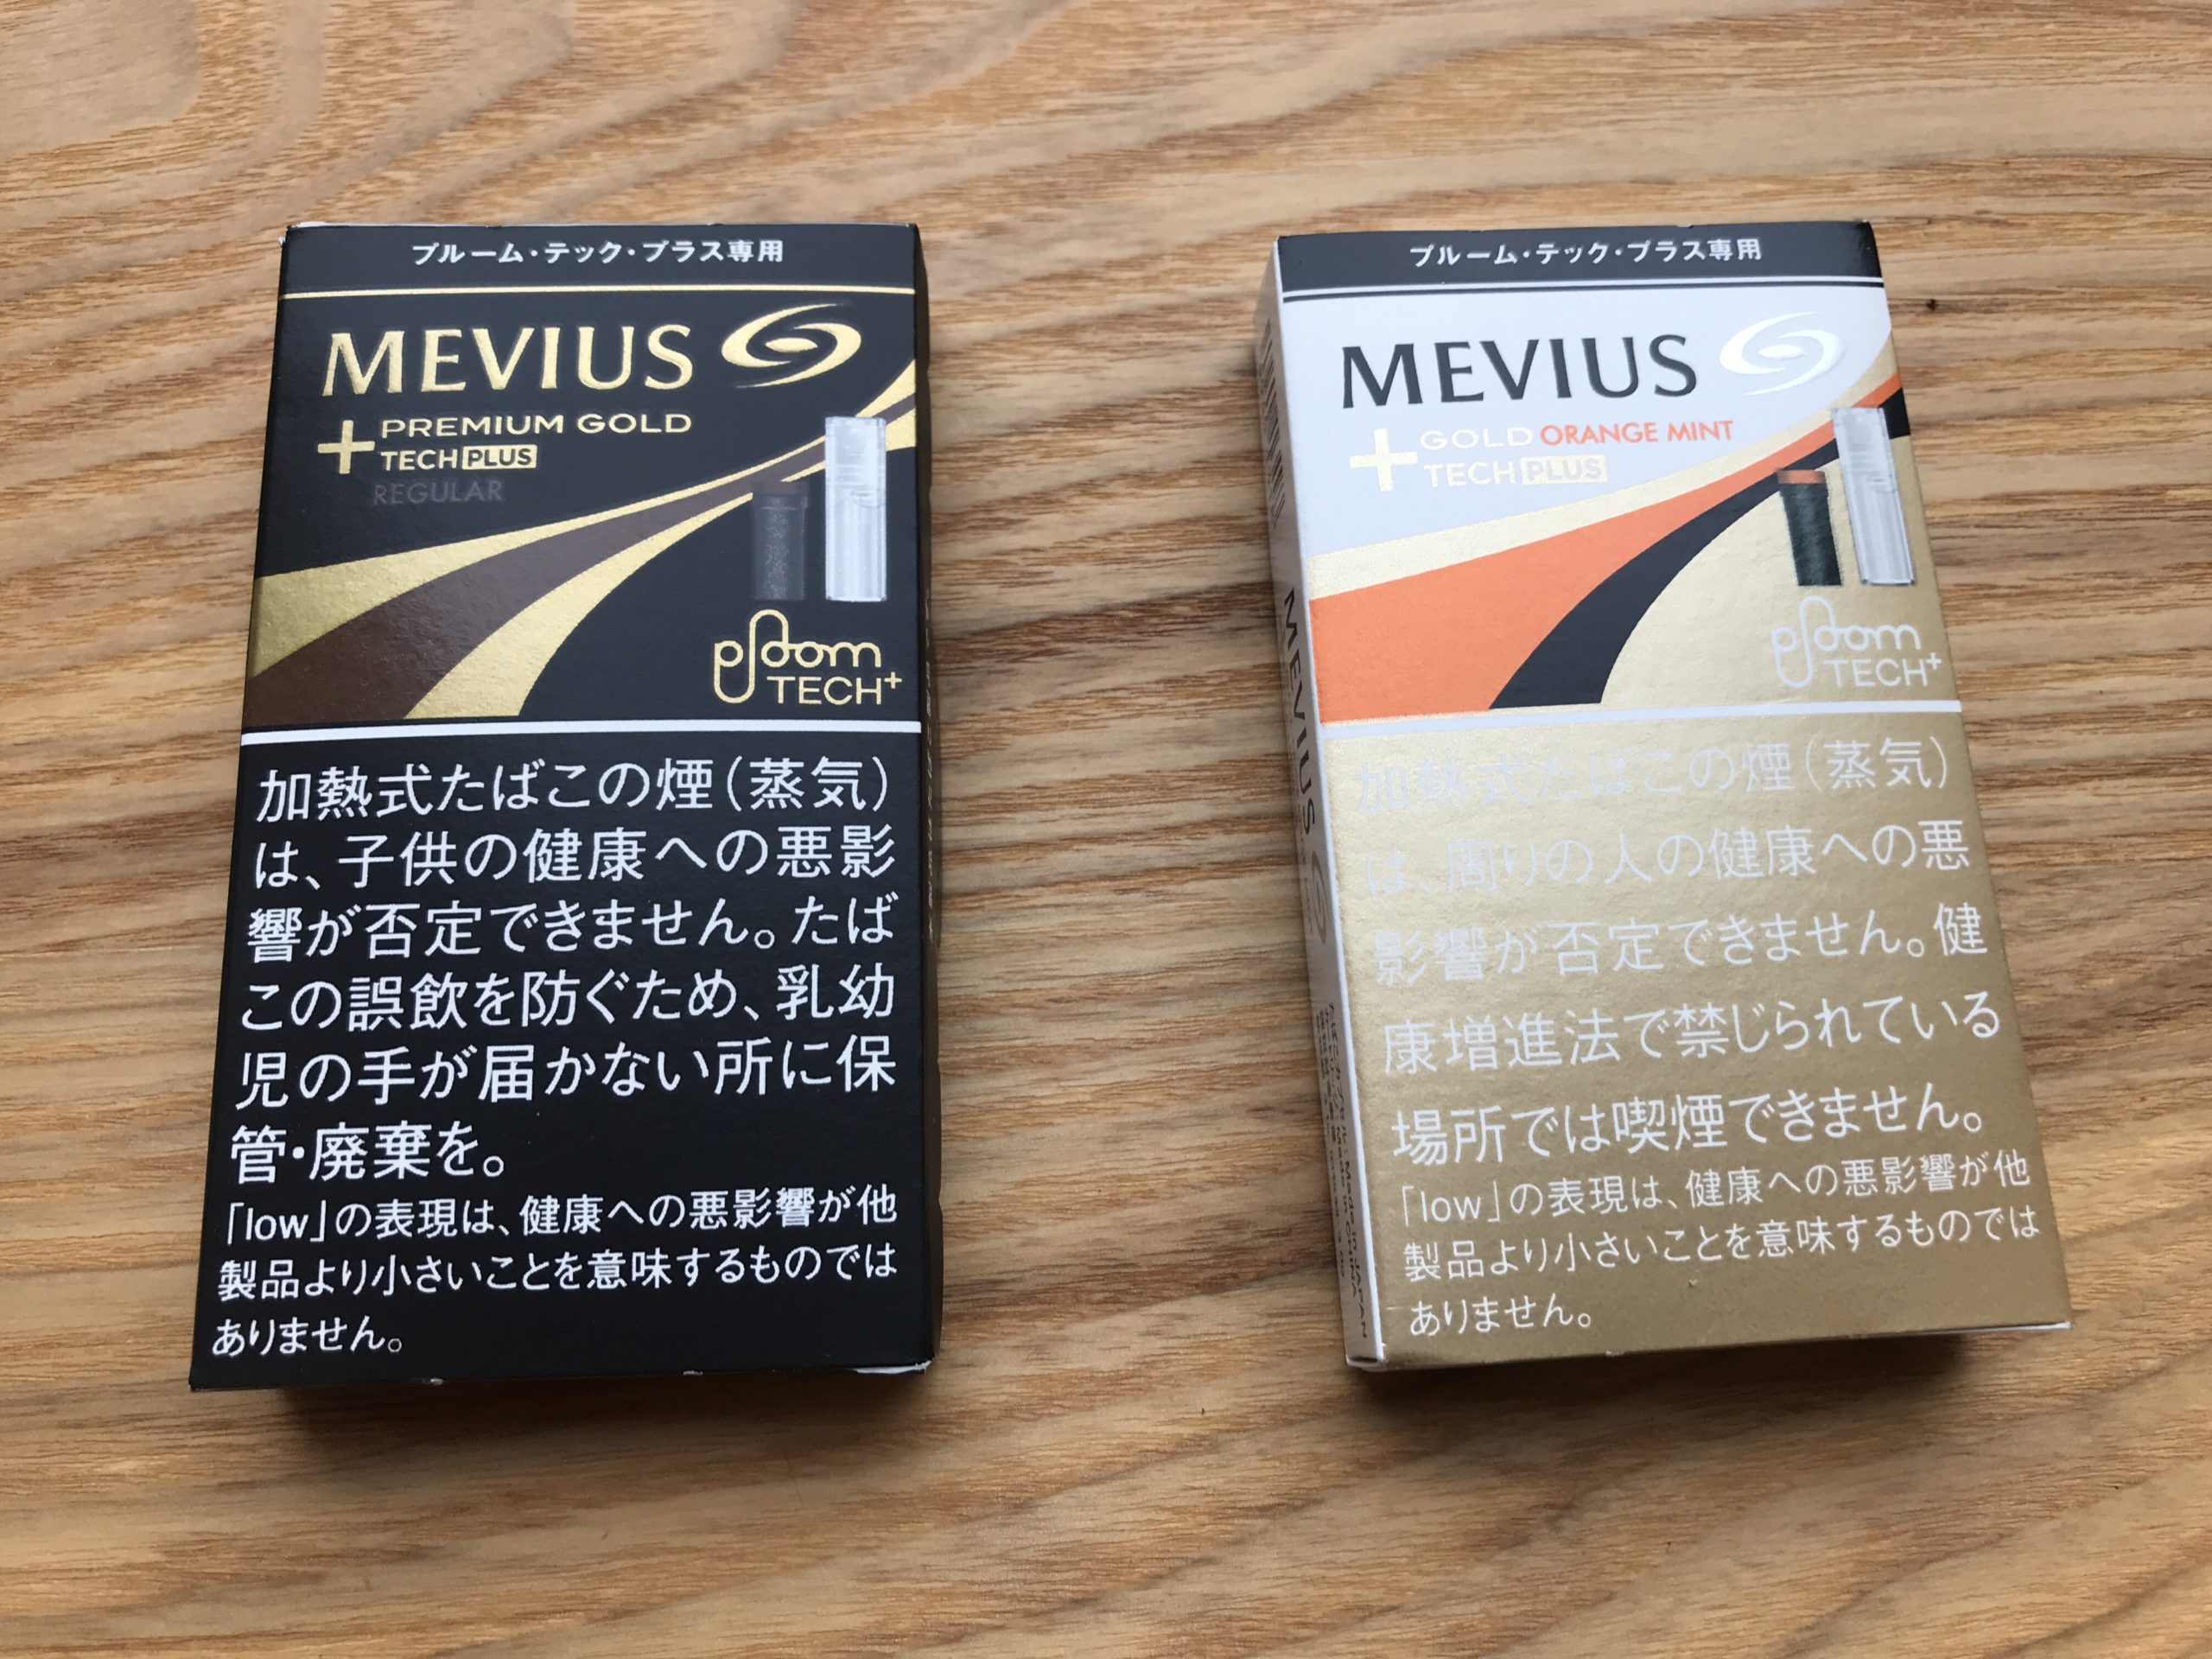 プルーム・テック・プラス専用
MEVIUS
+PREMIUM GOLD
TECH PLUS
REGULAR
ploom
TECH+
加熱式たばこの煙(蒸気)
は、子供の健康への悪影
響が否定できません。たば
この誤飲を防ぐため、乳幼
児の手が届かない所に保
管・廃棄を。
「low」の表現は、健康への悪影響が他
製品より小さいことを意味するものでは
ありません。
プルーム・テック・プラス専用
MEVIUS
+GOLD ORANGE MINT
TECH PLUS
ploom
TECH+
加熱式たばこの煙(蒸気)
は、周りの人の健康への悪
影響が否定できません。健
康増進法で禁じられている
場所では喫煙できません。
「low」の表現は、健康への悪影響が他
製品より小さいことを意味するものでは
ありません。
MEVIUS
Made in JAPAN